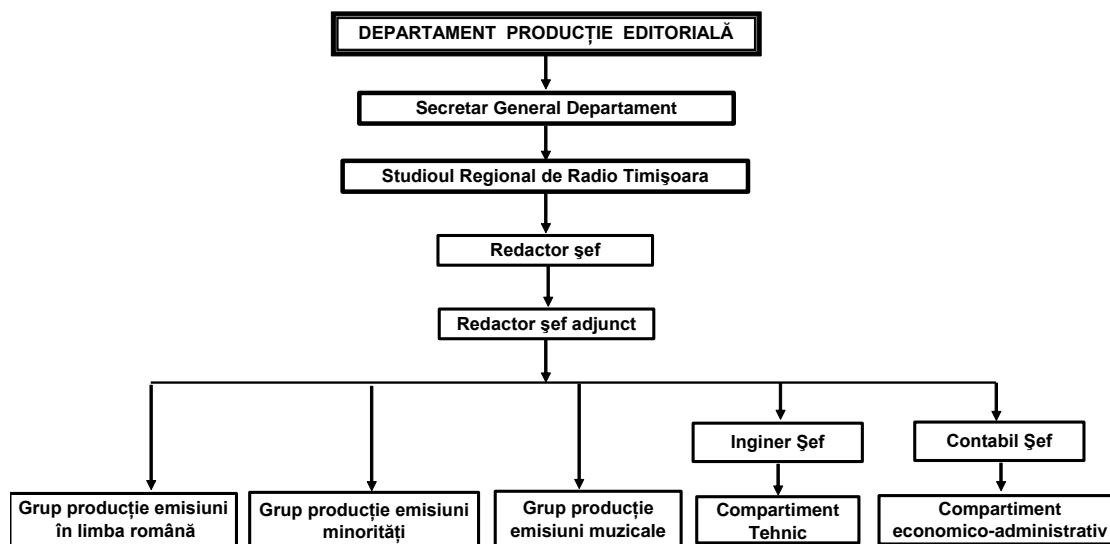 DEPARTAMENT PRODUCȚIE EDITORIALĂ
Secretar General Departament
Studioul Regional de Radio Timişoara
Redactor şef
Redactor şef adjunct
Inginer Şef
Contabil Şef
Grup producție emisiuni
în limba română
Grup producție emisiuni
minorități
Grup producție
emisiuni muzicale
Compartiment
Tehnic
Compartiment
economico-administrativ